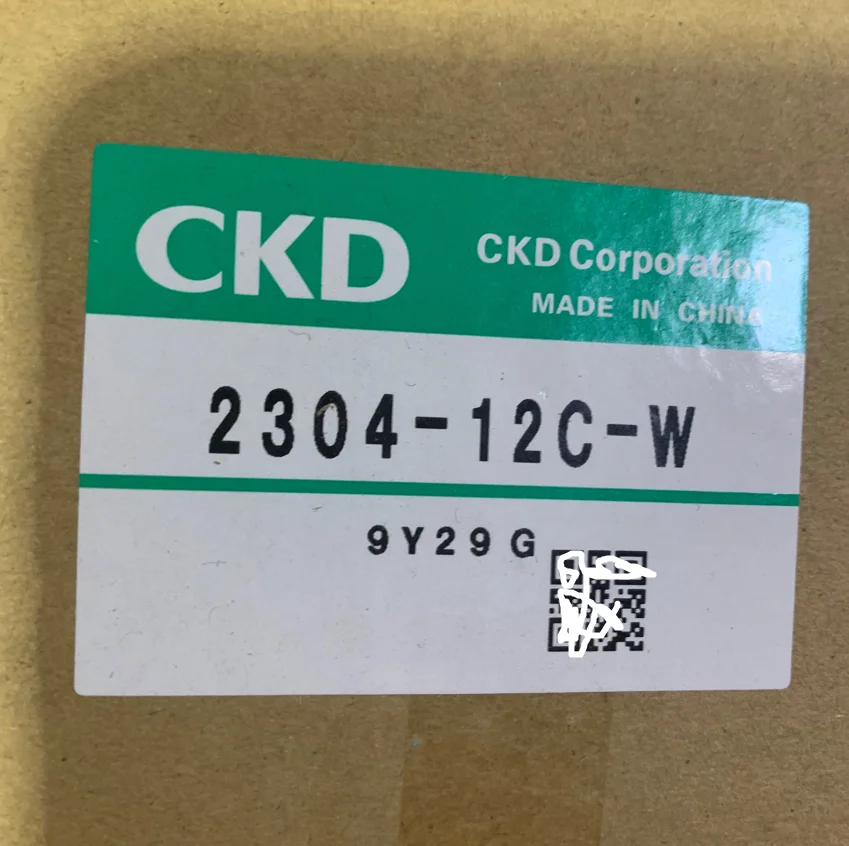 CKD
CKD Corporation
MADE IN CHINA
2304-12C-W
9Y29G